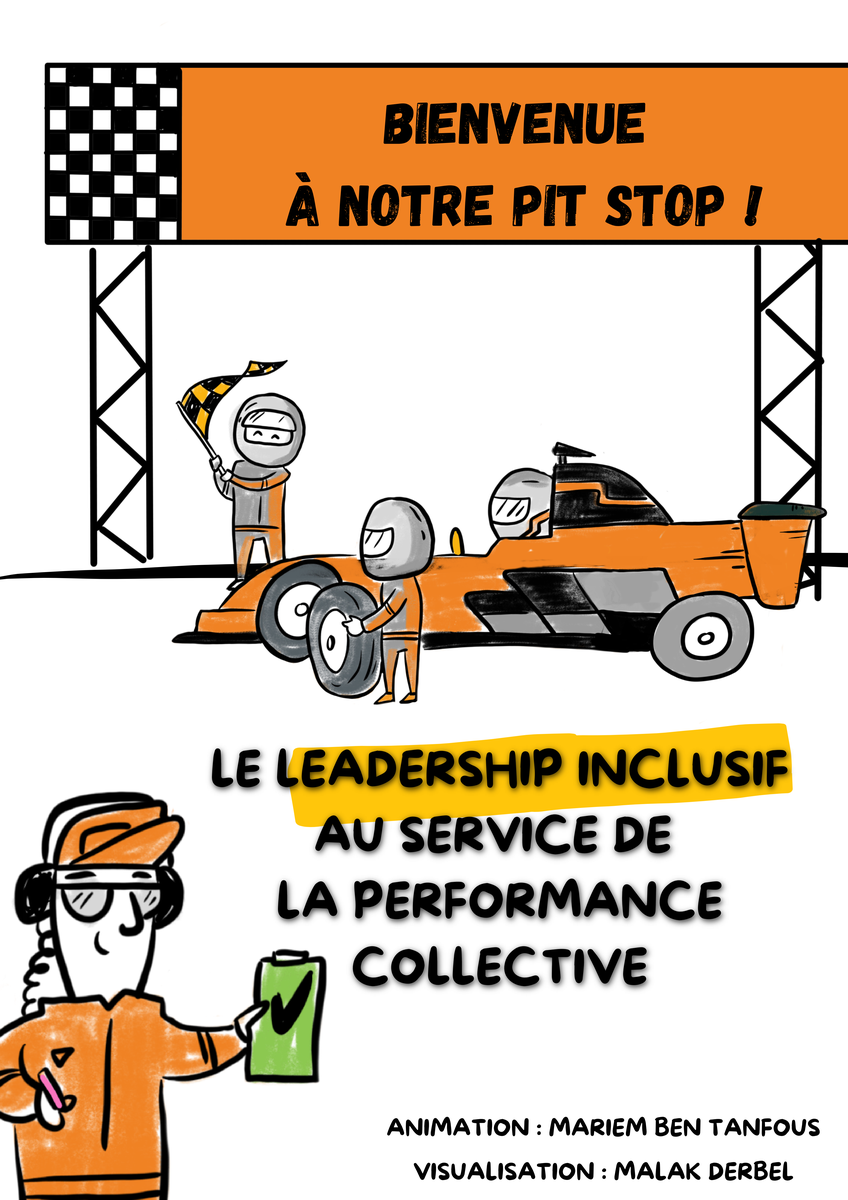 BIENVENUE
À NOTRE PIT STOP !
LE LEADERSHIP INCLUSIF
AU SERVICE DE
LA PERFORMANCE
COLLECTIVE
ANIMATION : MARIEM BEN TANFOUS
VISUALISATION : MALAK DERBEL